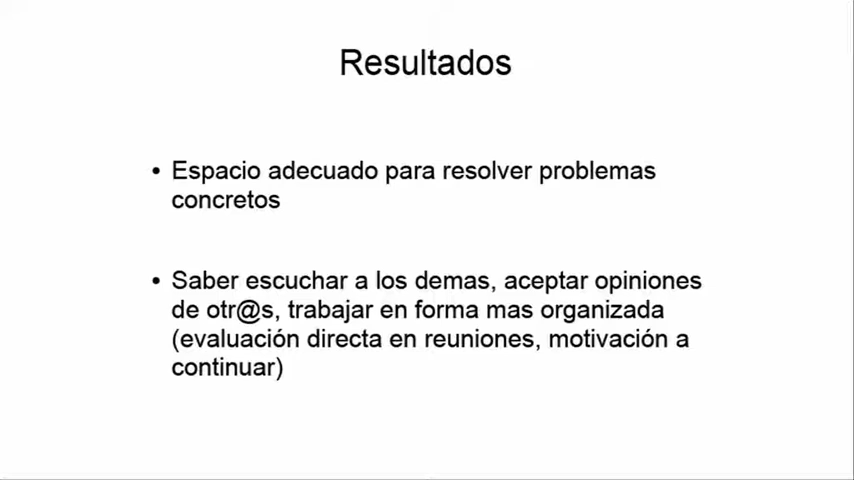 Resultados
• Espacio adecuado para resolver problemas
concretos
• Saber escuchar a los demas, aceptar opiniones
de otr@s, trabajar en forma mas organizada
(evaluación directa en reuniones, motivación a
continuar)